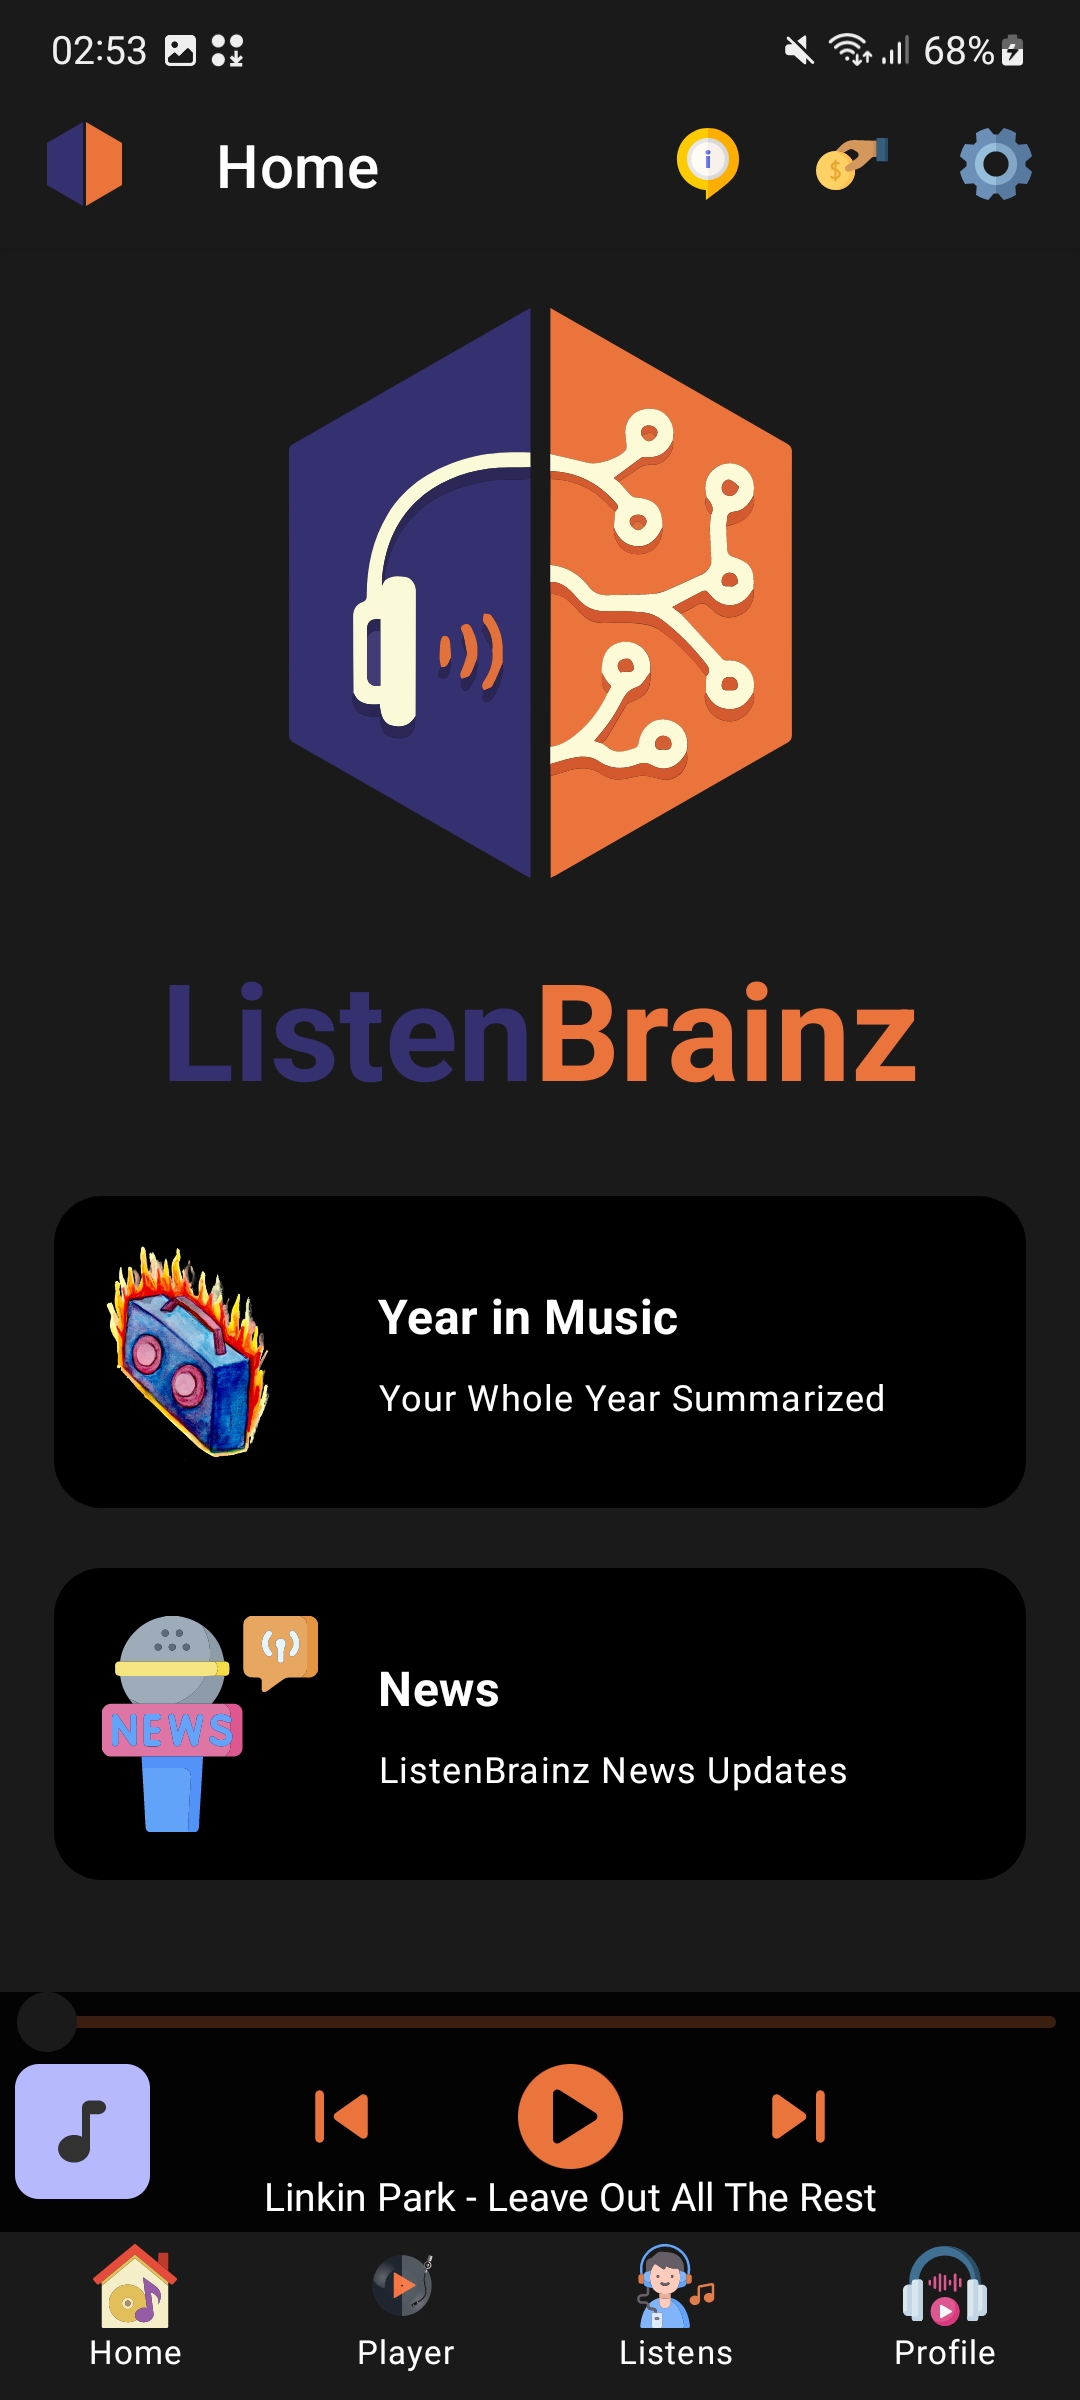 02:53 68%
Home
ListenBrainz
Year in Music
Your Whole Year Summarized
NEWS
News
ListenBrainz News Updates
Linkin Park - Leave Out All The Rest
Home Player Listens Profile